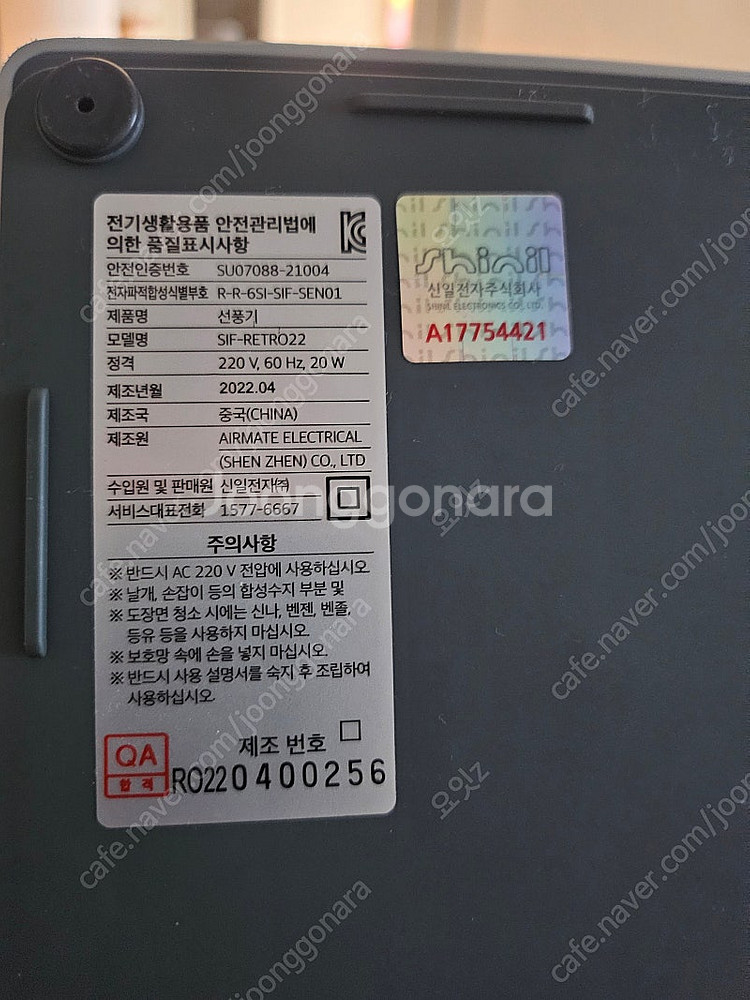 전기생활용품 안전관리법에
의한 품질표시사항
안전인증번호 SU07088-21004
전자파적합성식별부호 R-R-6SI-SIF-SEN01
제품명 선풍기
모델명 SIF-RETRO22
정격 220 V, 60 Hz, 20 W
제조년월 2022.04
제조국 중국(CHINA)
제조원 AIRMATE ELECTRICAL
(SHEN ZHEN) CO., LTD
수입원 및 판매원 신일전자㈜
서비스대표전화 1577-6667
주의사항
※ 반드시 AC 220 V 전압에 사용하십시오.
※ 날개, 손잡이 등의 합성수지 부분 및
※ 도장면 청소 시에는 신나, 벤젠, 벤졸,
등유 등을 사용하지 마십시오.
※ 보호망 속에 손을 넣지 마십시오.
※ 반드시 사용 설명서를 숙지 후 조립하여
사용하십시오.
QA
합격
제조 번호
RO220400256
shinil
신일전자주식회사
SHINIL ELECTRONICS CO., LTD.
A17754421
Joonggonara
cafe.naver.com/joonggonara
요잇z